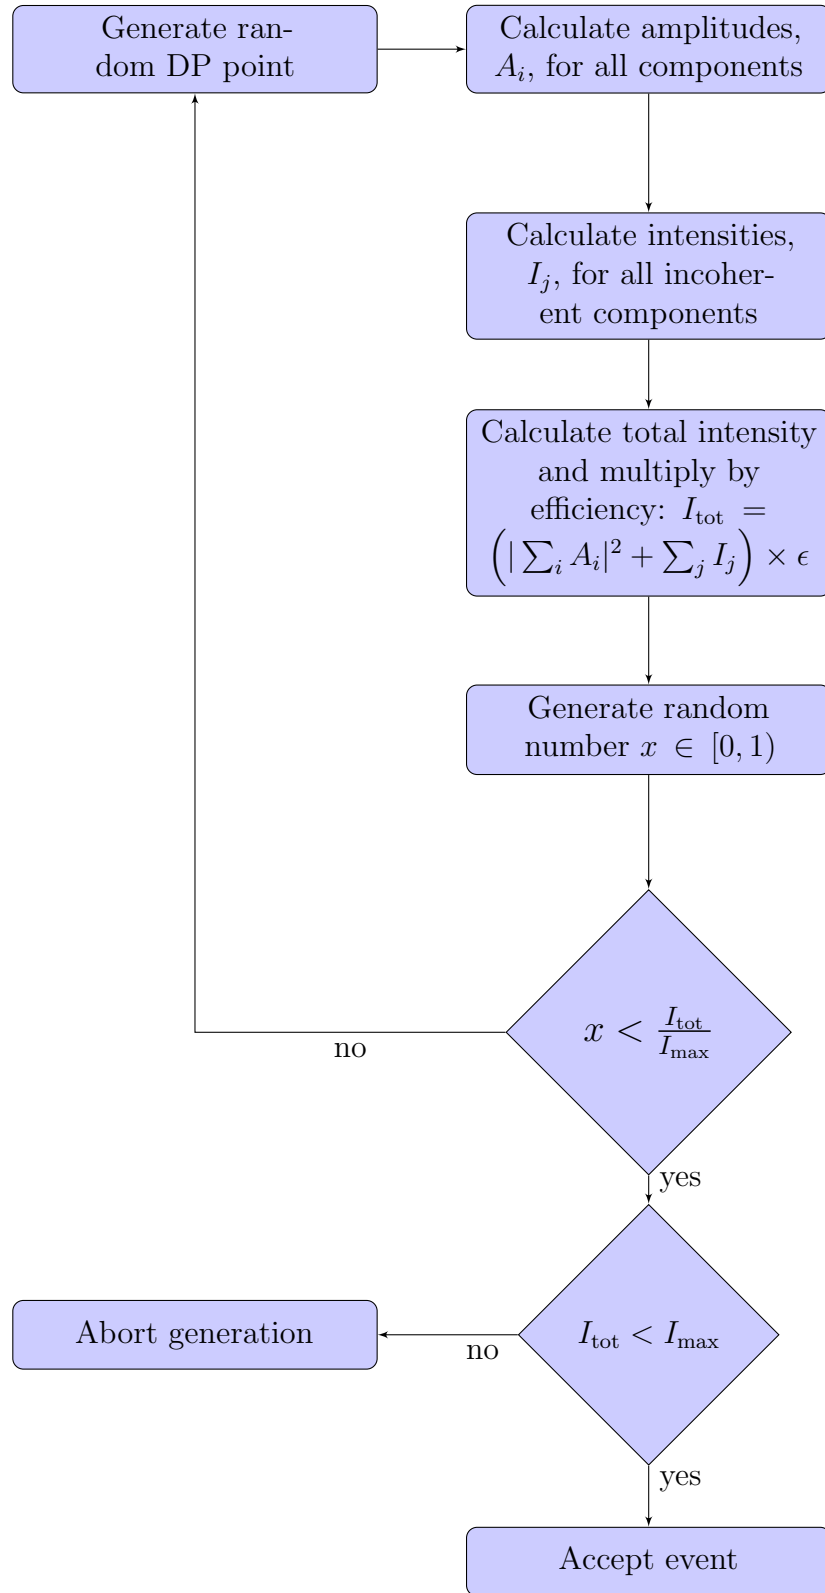 Generate ran-
dom DP point
Calculate amplitudes,
A_i, for all components
Calculate intensities,
I_j, for all incoher-
ent components
Calculate total intensity
and multiply by
efficiency: I_tot =
(|∑_i A_i|² + ∑_j I_j) × ϵ
Generate random
number x ∈ [0, 1)
x < I_tot/I_max
no
yes
I_tot < I_max
Abort generation
no
yes
Accept event